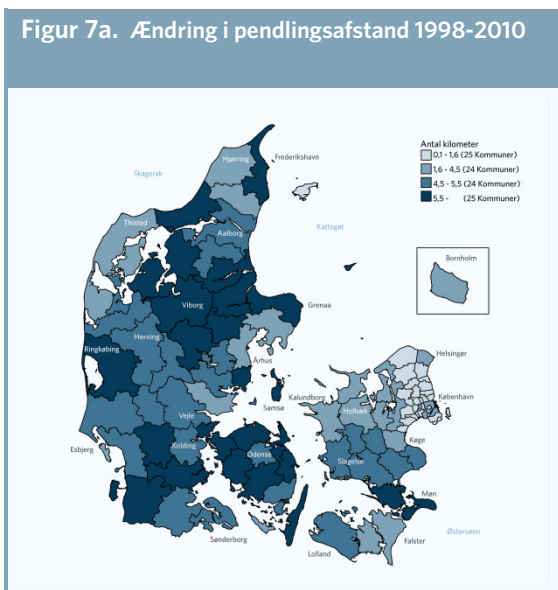 Figur 7a. Ændring i pendlingsafstand 1998-2010
Antal kilometer
0,1 - 1,6 (25 Kommuner)
1,6 - 4,5 (24 Kommuner)
4,5 - 5,5 (24 Kommuner)
5,5 - (25 Kommuner)
Hjørring
Frederikshavn
Skagerak
Thisted
Aalborg
Kattegat
Bornholm
Viborg
Grenaa
Herning
Ringkøbing
Århus
Helsingør
Samsø
Kalundborg
København
Vejle
Holbæk
Køge
Esbjerg
Kolding
Odense
Slagelse
Møn
Sønderborg
Østersøen
Lolland
Falster